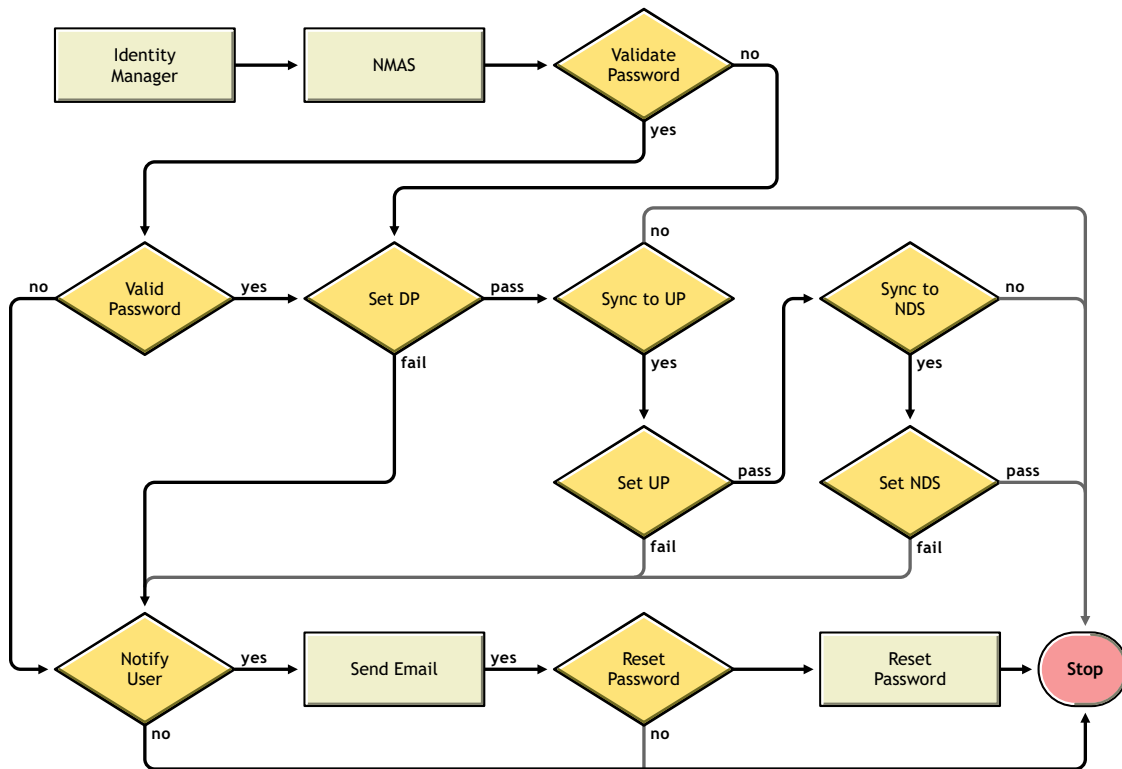 Identity
Manager
NMAS
Validate
Password
no
yes
no
Valid
Password
yes
Set DP
pass
fail
no
Sync to UP
yes
Sync to
NDS
no
yes
Set UP
pass
fail
Set NDS
pass
fail
Notify
User
yes
no
Send Email
yes
Reset
Password
no
Reset
Password
Stop